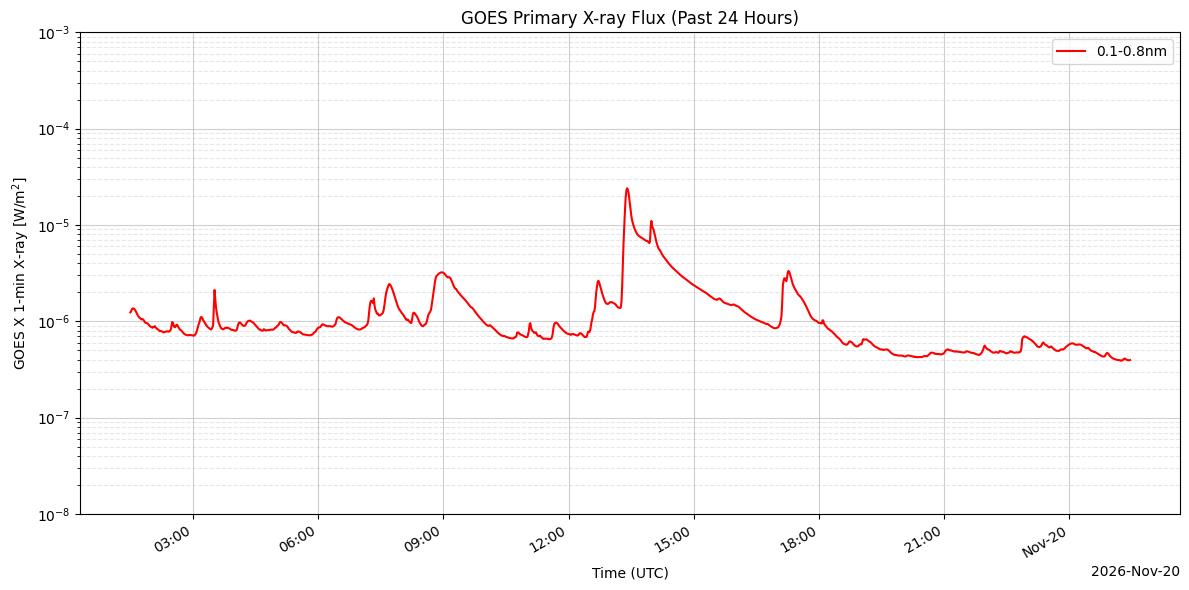 GOES Primary X-ray Flux (Past 24 Hours)
0.1-0.8nm
GOES X 1-min X-ray [W/m²]
10⁻³
10⁻⁴
10⁻⁵
10⁻⁶
10⁻⁷
10⁻⁸
03:00
06:00
09:00
12:00
15:00
18:00
21:00
Nov-20
Time (UTC)
2026-Nov-20